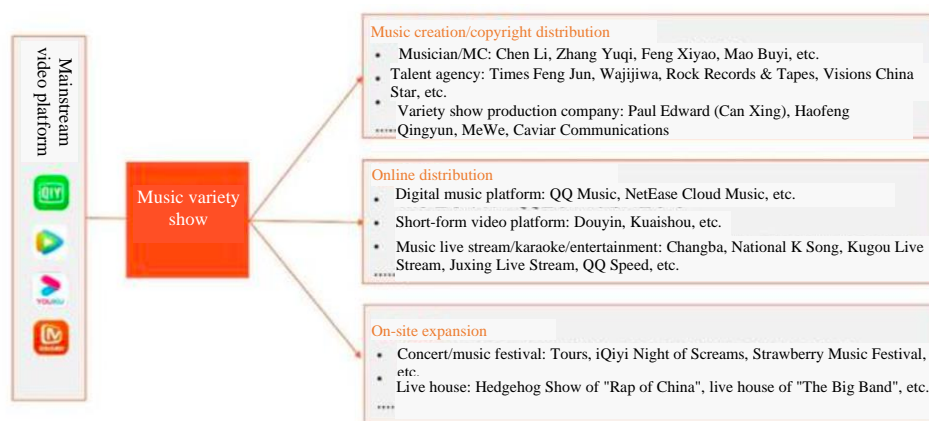 Mainstream
video platform
QIY
YOUKU
Music variety
show
Music creation/copyright distribution
• Musician/MC: Chen Li, Zhang Yuqi, Feng Xiyao, Mao Buyi, etc.
• Talent agency: Times Feng Jun, Wajijiwa, Rock Records & Tapes, Visions China
Star, etc.
• Variety show production company: Paul Edward (Can Xing), Haofeng
Qingyun, MeWe, Caviar Communications
Online distribution
• Digital music platform: QQ Music, NetEase Cloud Music, etc.
• Short-form video platform: Douyin, Kuaishou, etc.
• Music live stream/karaoke/entertainment: Changba, National K Song, Kugou Live
Stream, Juxing Live Stream, QQ Speed, etc.
On-site expansion
• Concert/music festival: Tours, iQiyi Night of Screams, Strawberry Music Festival,
etc.
• Live house: Hedgehog Show of "Rap of China", live house of "The Big Band", etc.